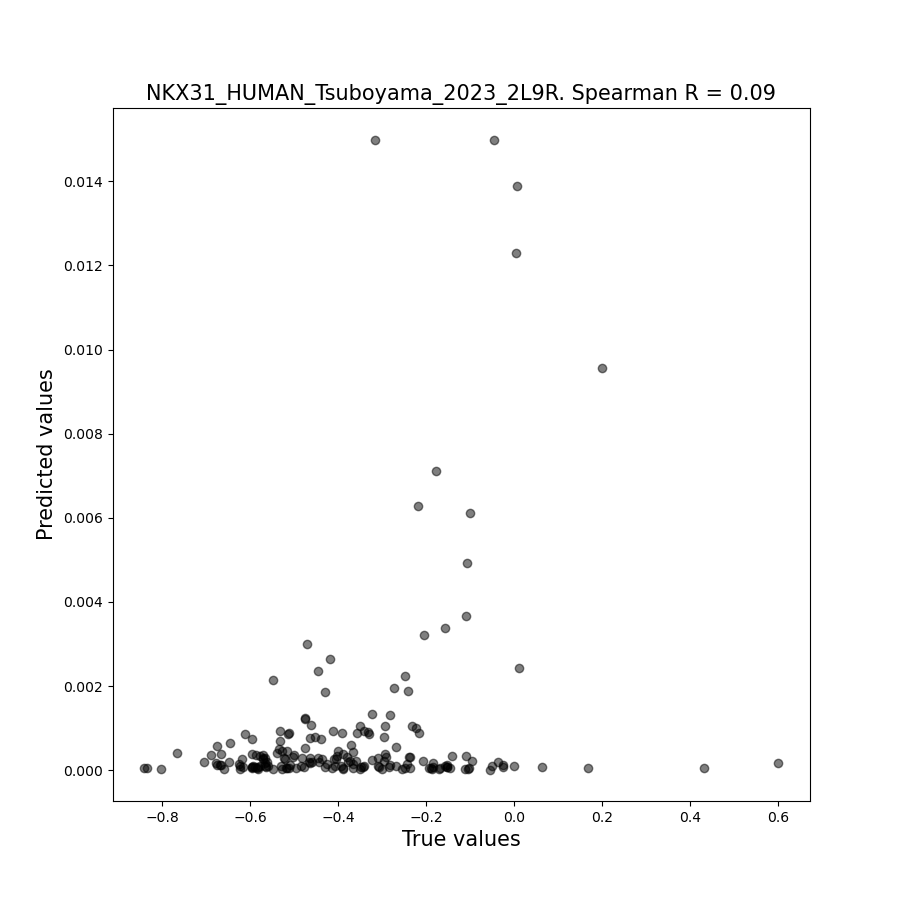 NKX31_HUMAN_Tsuboyama_2023_2L9R. Spearman R = 0.09
Predicted values
0.014
0.012
0.010
0.008
0.006
0.004
0.002
0.000
−0.8 −0.6 −0.4 −0.2 0.0 0.2 0.4 0.6
True values